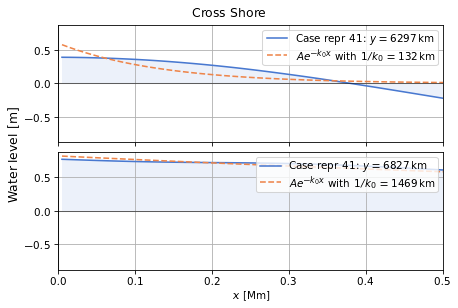 Cross Shore
Water level [m]
0.5
0.0
−0.5
Case repr 41: y = 6297 km
Ae^{−k₀x} with 1/k₀ = 132 km
0.5
0.0
−0.5
Case repr 41: y = 6827 km
Ae^{−k₀x} with 1/k₀ = 1469 km
0.0 0.1 0.2 0.3 0.4 0.5
x [Mm]